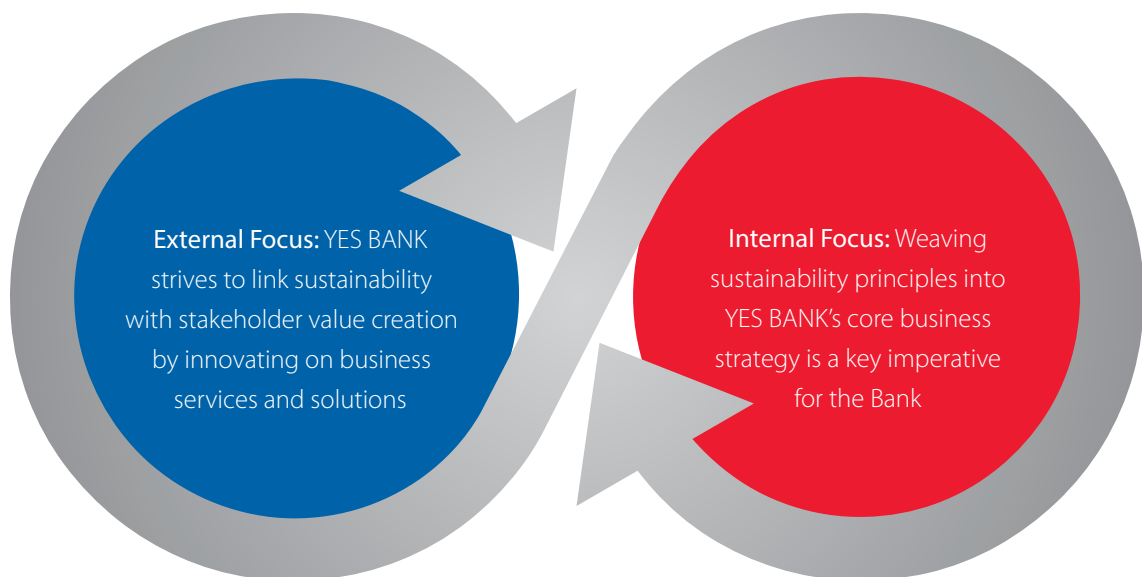 External Focus: YES BANK
strives to link sustainability
with stakeholder value creation
by innovating on business
services and solutions
Internal Focus: Weaving
sustainability principles into
YES BANK’s core business
strategy is a key imperative
for the Bank